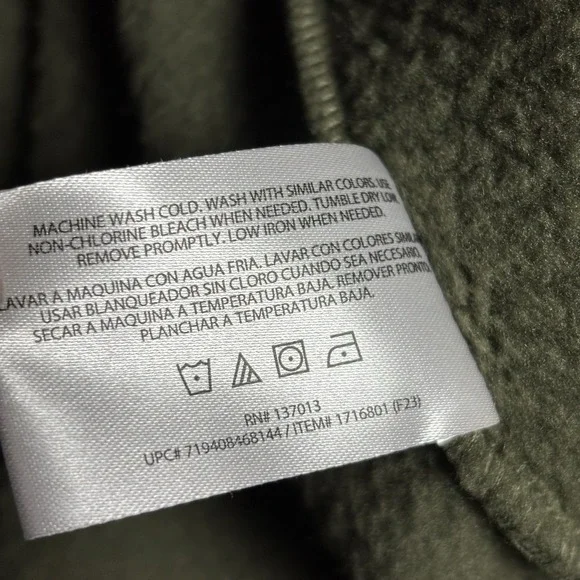 MACHINE WASH COLD. WASH WITH SIMILAR COLORS. USE
NON-CHLORINE BLEACH WHEN NEEDED. TUMBLE DRY LOW.
REMOVE PROMPTLY. LOW IRON WHEN NEEDED.
LAVAR A MAQUINA CON AGUA FRIA. LAVAR CON COLORES
USAR BLANQUEADOR SIN CLORO CUANDO SEA NECESARIO.
SECAR A MAQUINA A TEMPERATURA BAJA. REMOVER PRONTO.
PLANCHAR A TEMPERATURA BAJA.
RN# 137013
UPC# 719408468144 / ITEM# 1716801 (F23)